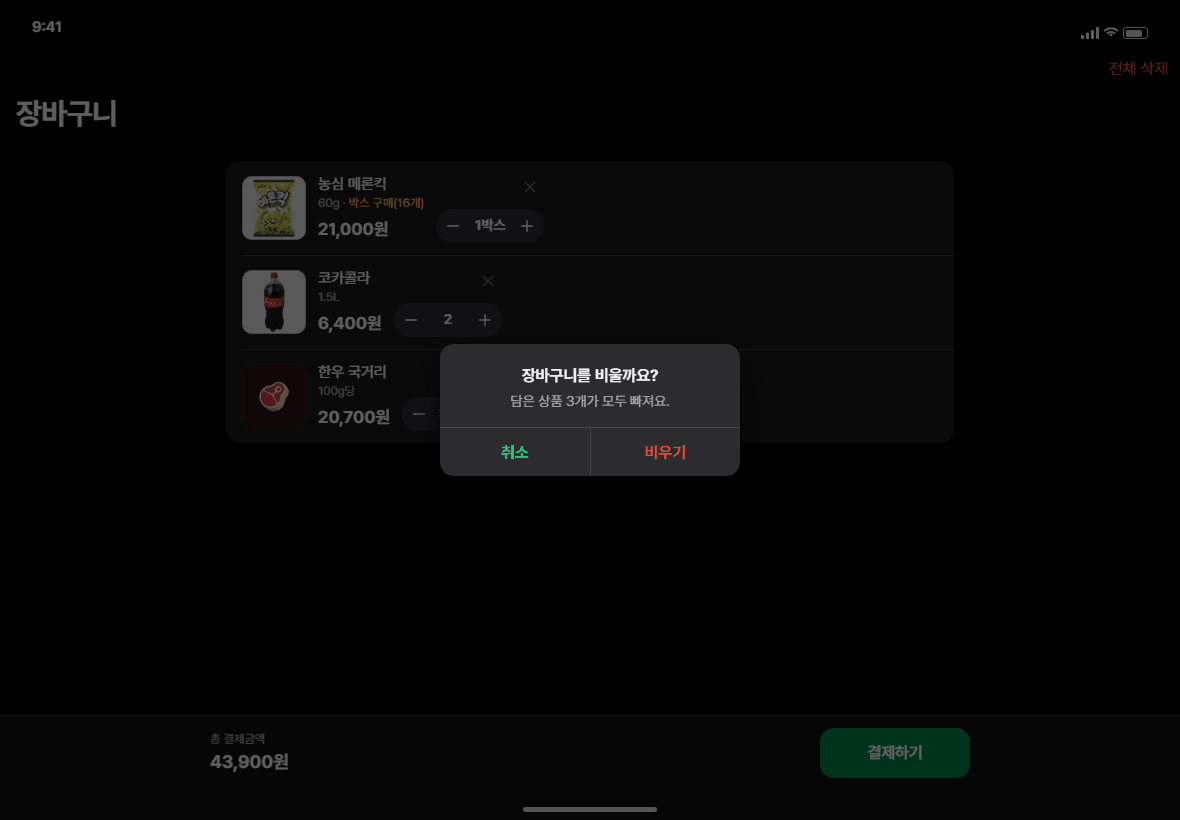 9:41
전체 삭제
장바구니
메론킥
농심 메론킥
60g · 박스 구매(16개)
21,000원
1박스
코카콜라
1.5L
6,400원
2
장바구니를 비울까요?
담은 상품 3개가 모두 빠져요.
취소
비우기
한우 국거리
100g당
20,700원
총 결제금액
43,900원
결제하기